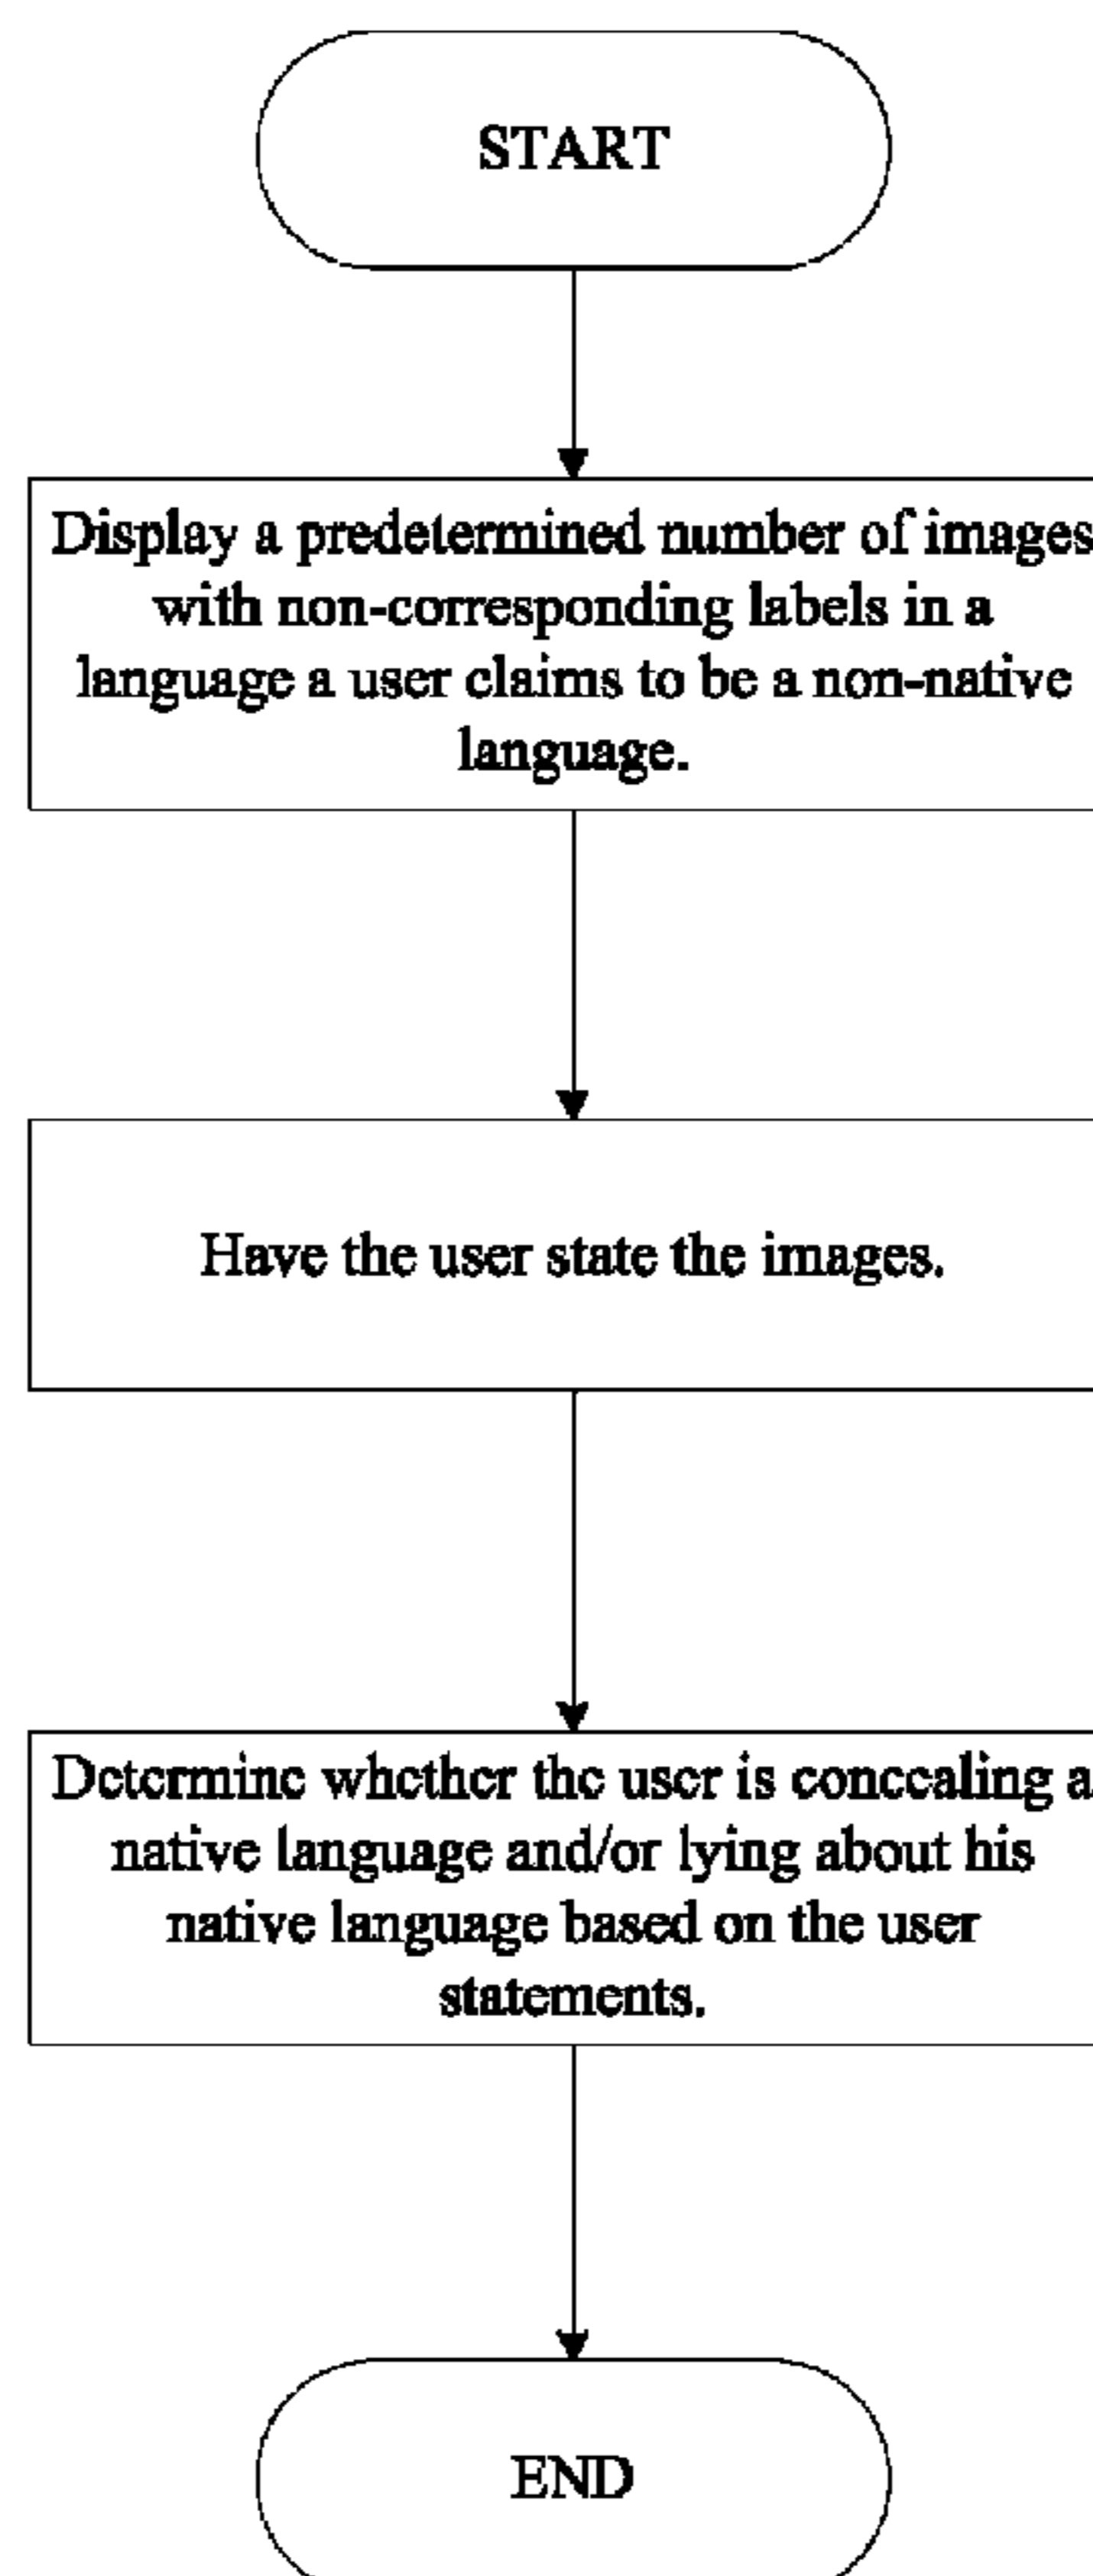 START
Display a predetermined number of images
with non-corresponding labels in a
language a user claims to be a non-native
language.
Have the user state the images.
Determine whether the user is concealing a
native language and/or lying about his
native language based on the user
statements.
END